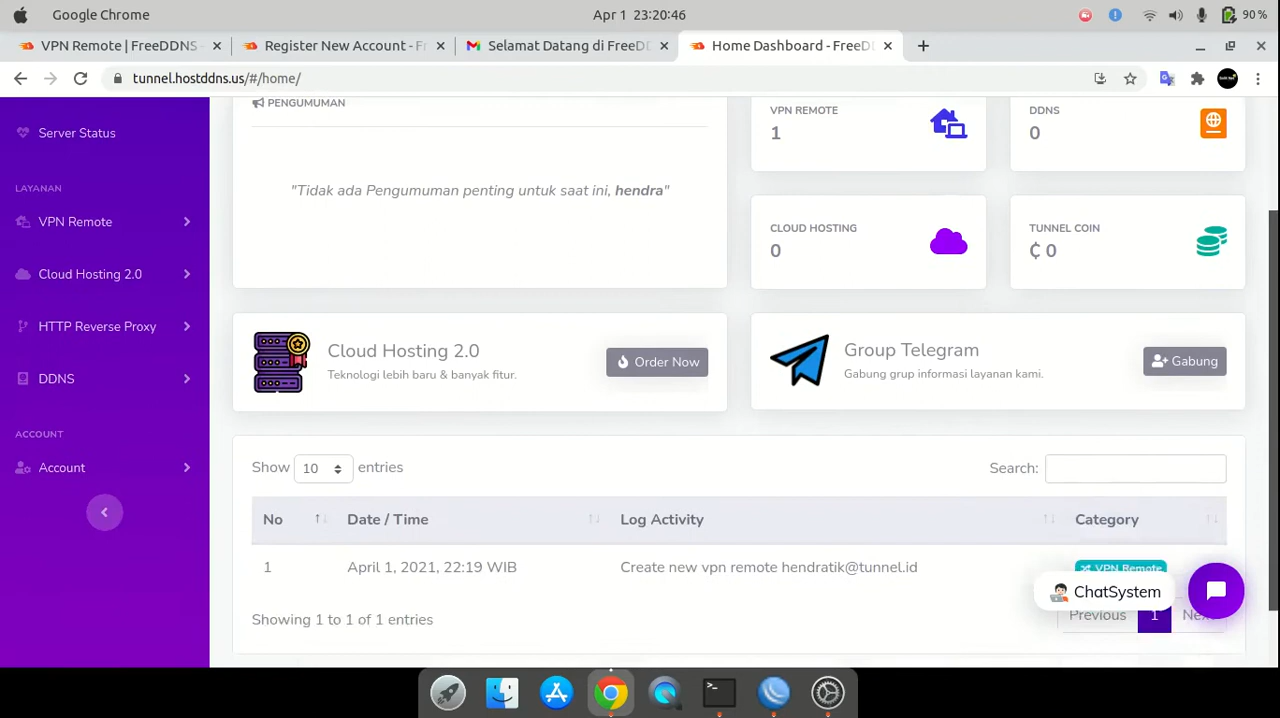 Google Chrome
Apr 1 23:20:46
90 %
VPN Remote | FreeDDNS -
Register New Account - F
Selamat Datang di FreeDD
Home Dashboard - FreeD
tunnel.hostddns.us/#/home/
Server Status
LAYANAN
VPN Remote
Cloud Hosting 2.0
HTTP Reverse Proxy
DDNS
ACCOUNT
Account
PENGUMUMAN
"Tidak ada Pengumuman penting untuk saat ini, hendra"
VPN REMOTE
1
DDNS
0
CLOUD HOSTING
0
TUNNEL COIN
₵ 0
Cloud Hosting 2.0
Teknologi lebih baru & banyak fitur.
Order Now
Group Telegram
Gabung grup informasi layanan kami.
Gabung
Show 10 entries
Search:
No Date / Time Log Activity Category
1 April 1, 2021, 22:19 WIB Create new vpn remote hendratik@tunnel.id VPN Remote
ChatSystem
Showing 1 to 1 of 1 entries
Previous 1